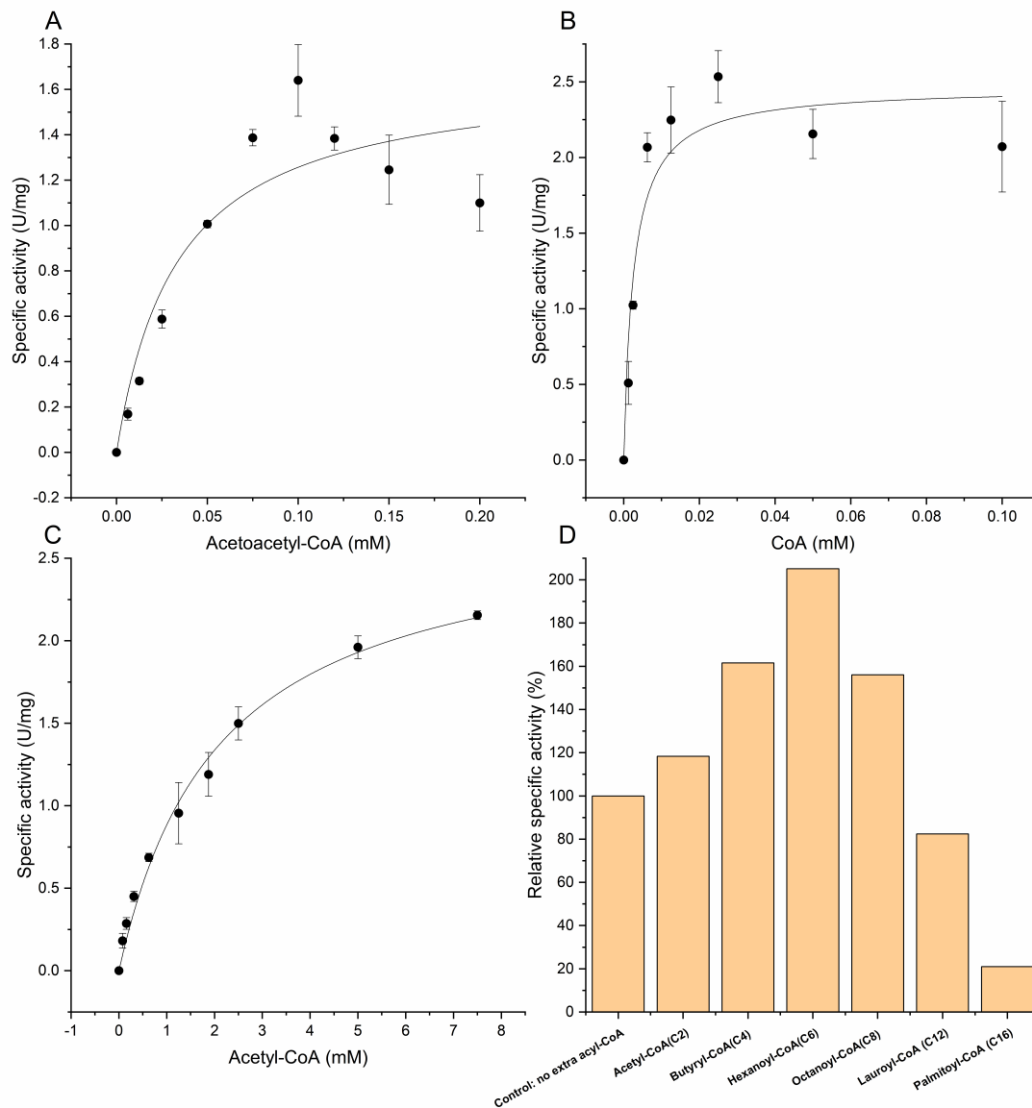 A
1.8
1.6
1.4
1.2
1.0
0.8
0.6
0.4
0.2
0.0
-0.2
Specific activity (U/mg)
0.00 0.05 0.10 0.15 0.20
Acetoacetyl-CoA (mM)
B
2.5
2.0
1.5
1.0
0.5
0.0
Specific activity (U/mg)
0.00 0.02 0.04 0.06 0.08 0.10
CoA (mM)
C
2.5
2.0
1.5
1.0
0.5
0.0
Specific activity (U/mg)
-1 0 1 2 3 4 5 6 7 8
Acetyl-CoA (mM)
D
200
180
160
140
120
100
80
60
40
20
0
Relative specific activity (%)
Control: no extra acyl-CoA
Acetyl-CoA(C2)
Butyryl-CoA(C4)
Hexanoyl-CoA(C6)
Octanoyl-CoA(C8)
Lauroyl-CoA (C12)
Palmitoyl-CoA (C16)